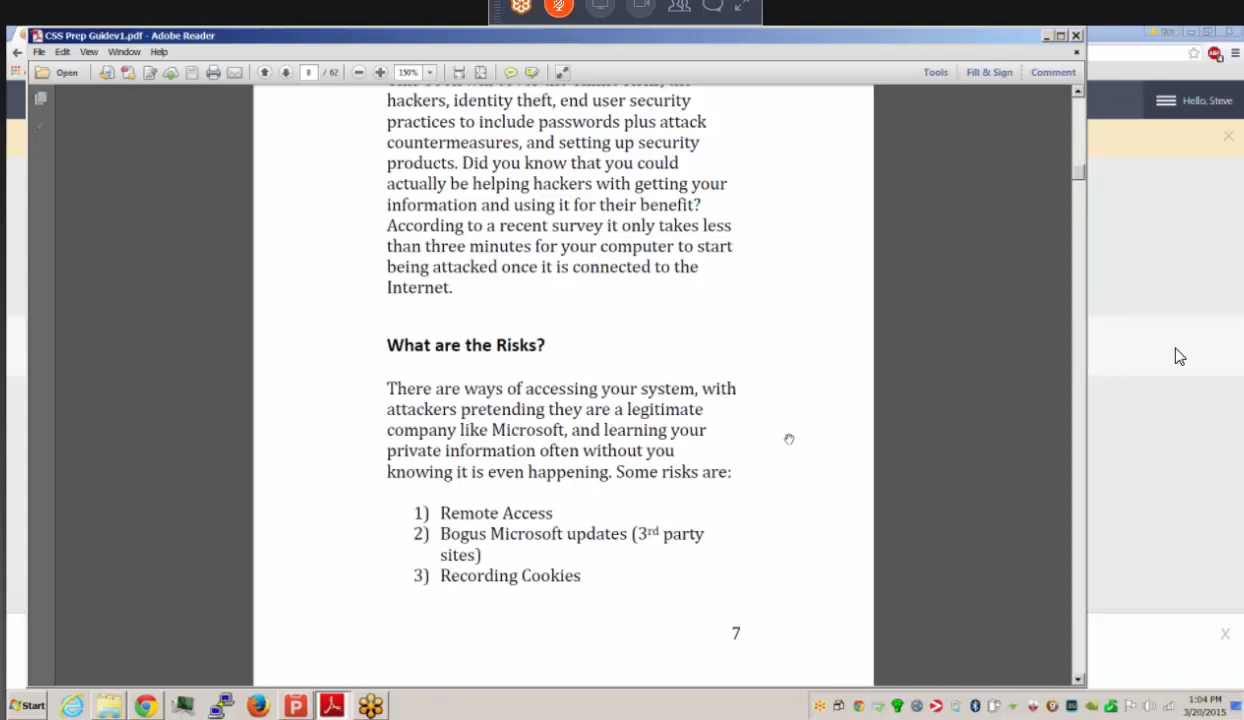 CSS Prep Guidev1.pdf - Adobe Reader
File Edit View Window Help
Open 8 / 62 150% Tools Fill & Sign Comment
Hello, Steve
hackers, identity theft, end user security
practices to include passwords plus attack
countermeasures, and setting up security
products. Did you know that you could
actually be helping hackers with getting your
information and using it for their benefit?
According to a recent survey it only takes less
than three minutes for your computer to start
being attacked once it is connected to the
Internet.
What are the Risks?
There are ways of accessing your system, with
attackers pretending they are a legitimate
company like Microsoft, and learning your
private information often without you
knowing it is even happening. Some risks are:
1) Remote Access
2) Bogus Microsoft updates (3rd party
sites)
3) Recording Cookies
7
Start
1:04 PM
3/20/2015